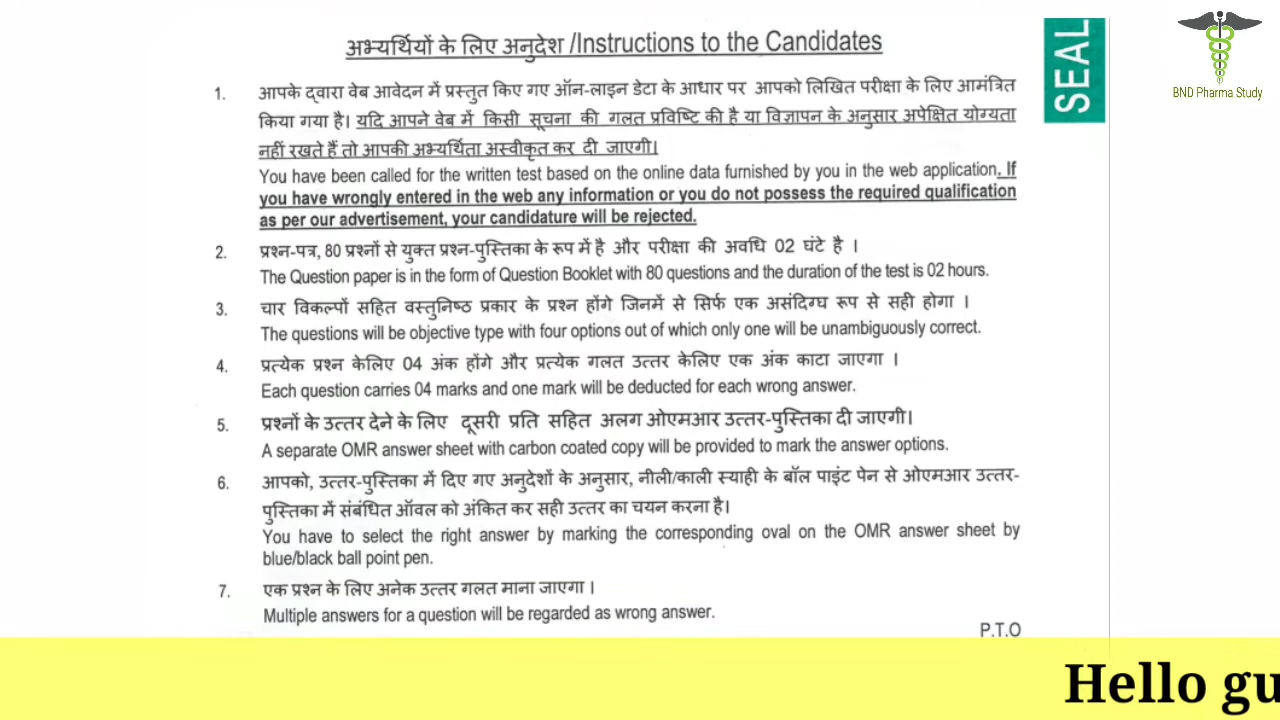 अभ्यर्थियों के लिए अनुदेश /Instructions to the Candidates
SEAL
BND Pharma Study
1. आपके द्वारा वेब आवेदन में प्रस्तुत किए गए ऑन-लाइन डेटा के आधार पर आपको लिखित परीक्षा के लिए आमंत्रित
किया गया है। यदि आपने वेब में किसी सूचना की गलत प्रविष्टि की है या विज्ञापन के अनुसार अपेक्षित योग्यता
नहीं रखते हैं तो आपकी अभ्यर्थिता अस्वीकृत कर दी जाएगी।
You have been called for the written test based on the online data furnished by you in the web application. If
you have wrongly entered in the web any information or you do not possess the required qualification
as per our advertisement, your candidature will be rejected.
2. प्रश्न-पत्र, 80 प्रश्नों से युक्त प्रश्न-पुस्तिका के रूप में है और परीक्षा की अवधि 02 घंटे है ।
The Question paper is in the form of Question Booklet with 80 questions and the duration of the test is 02 hours.
3. चार विकल्पों सहित वस्तुनिष्ठ प्रकार के प्रश्न होंगे जिनमें से सिर्फ एक असंदिग्घ रूप से सही होगा ।
The questions will be objective type with four options out of which only one will be unambiguously correct.
4. प्रत्येक प्रश्न केलिए 04 अंक होंगे और प्रत्येक गलत उत्तर केलिए एक अंक काटा जाएगा ।
Each question carries 04 marks and one mark will be deducted for each wrong answer.
5. प्रश्नों के उत्तर देने के लिए दूसरी प्रति सहित अलग ओएमआर उत्तर-पुस्तिका दी जाएगी।
A separate OMR answer sheet with carbon coated copy will be provided to mark the answer options.
6. आपको, उत्तर-पुस्तिका में दिए गए अनुदेशों के अनुसार, नीली/काली स्याही के बॉल पाइंट पेन से ओएमआर उत्तर-
पुस्तिका में संबंधित ऑवल को अंकित कर सही उत्तर का चयन करना है।
You have to select the right answer by marking the corresponding oval on the OMR answer sheet by
blue/black ball point pen.
7. एक प्रश्न के लिए अनेक उत्तर गलत माना जाएगा ।
Multiple answers for a question will be regarded as wrong answer.
P.T.O
Hello gu